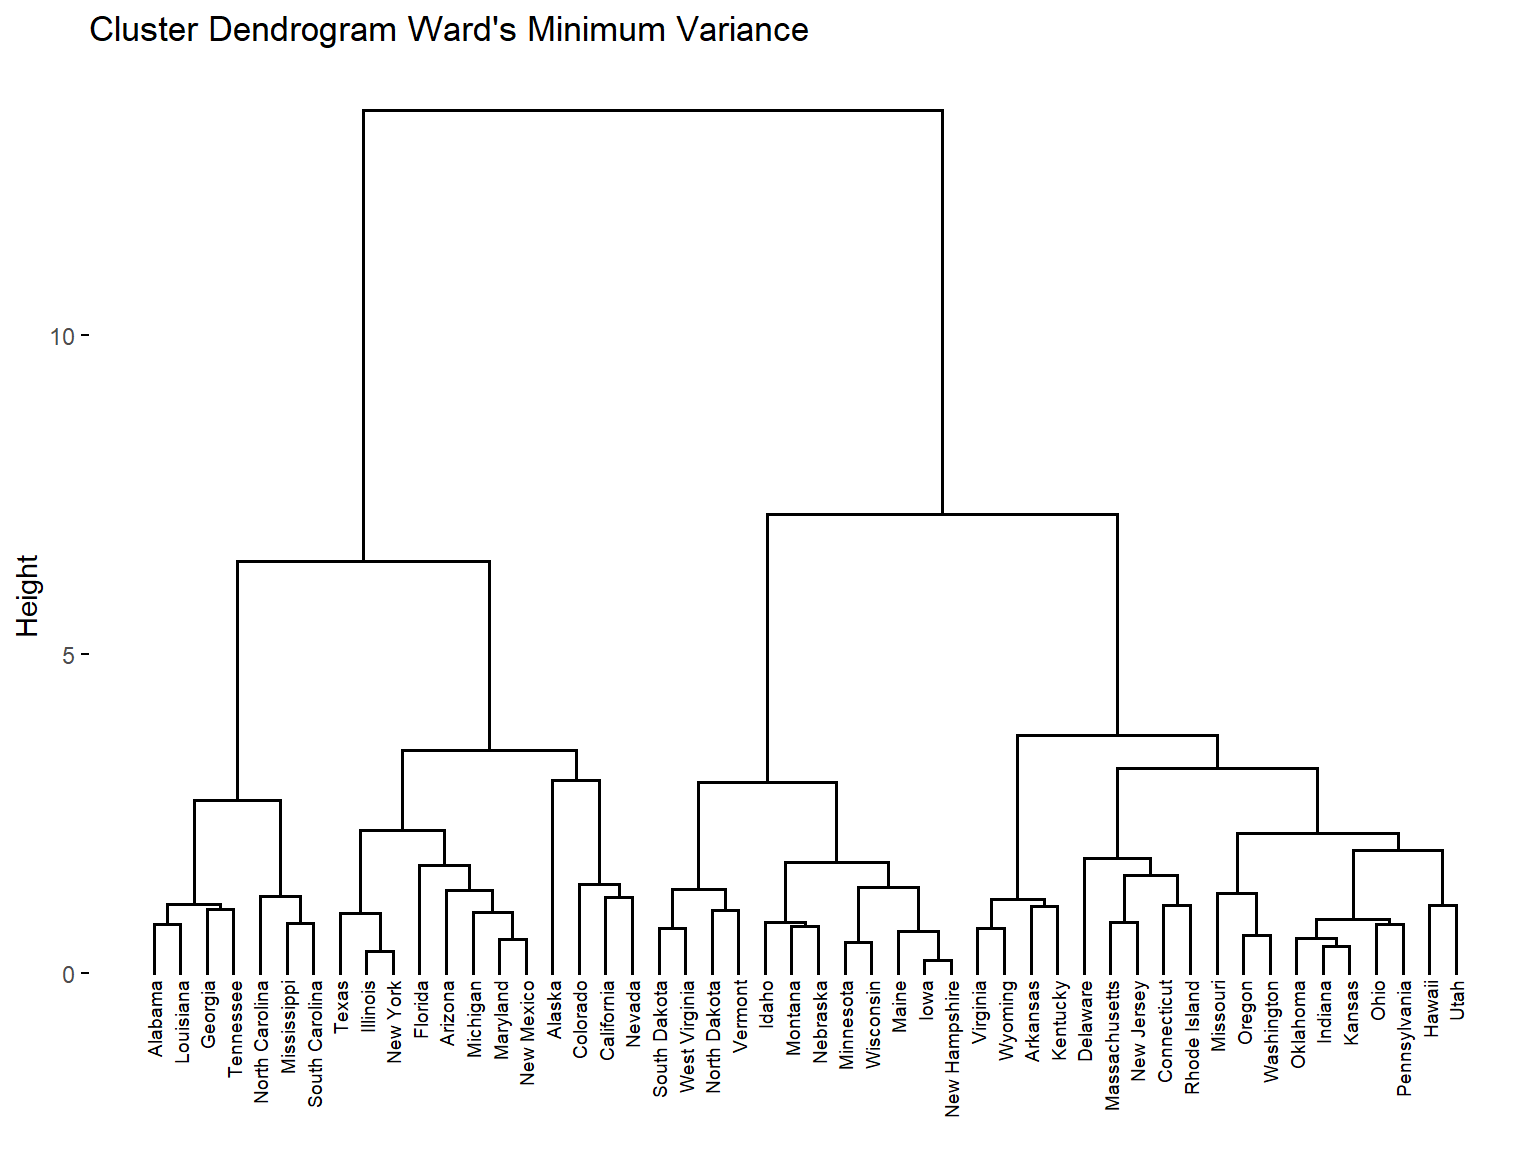 Cluster Dendrogram Ward's Minimum Variance
Height
10
5
0
Alabama
Louisiana
Georgia
Tennessee
North Carolina
Mississippi
South Carolina
Texas
Illinois
New York
Florida
Arizona
Michigan
Maryland
New Mexico
Alaska
Colorado
California
Nevada
South Dakota
West Virginia
North Dakota
Vermont
Idaho
Montana
Nebraska
Minnesota
Wisconsin
Maine
Iowa
New Hampshire
Virginia
Wyoming
Arkansas
Kentucky
Delaware
Massachusetts
New Jersey
Connecticut
Rhode Island
Missouri
Oregon
Washington
Oklahoma
Indiana
Kansas
Ohio
Pennsylvania
Hawaii
Utah